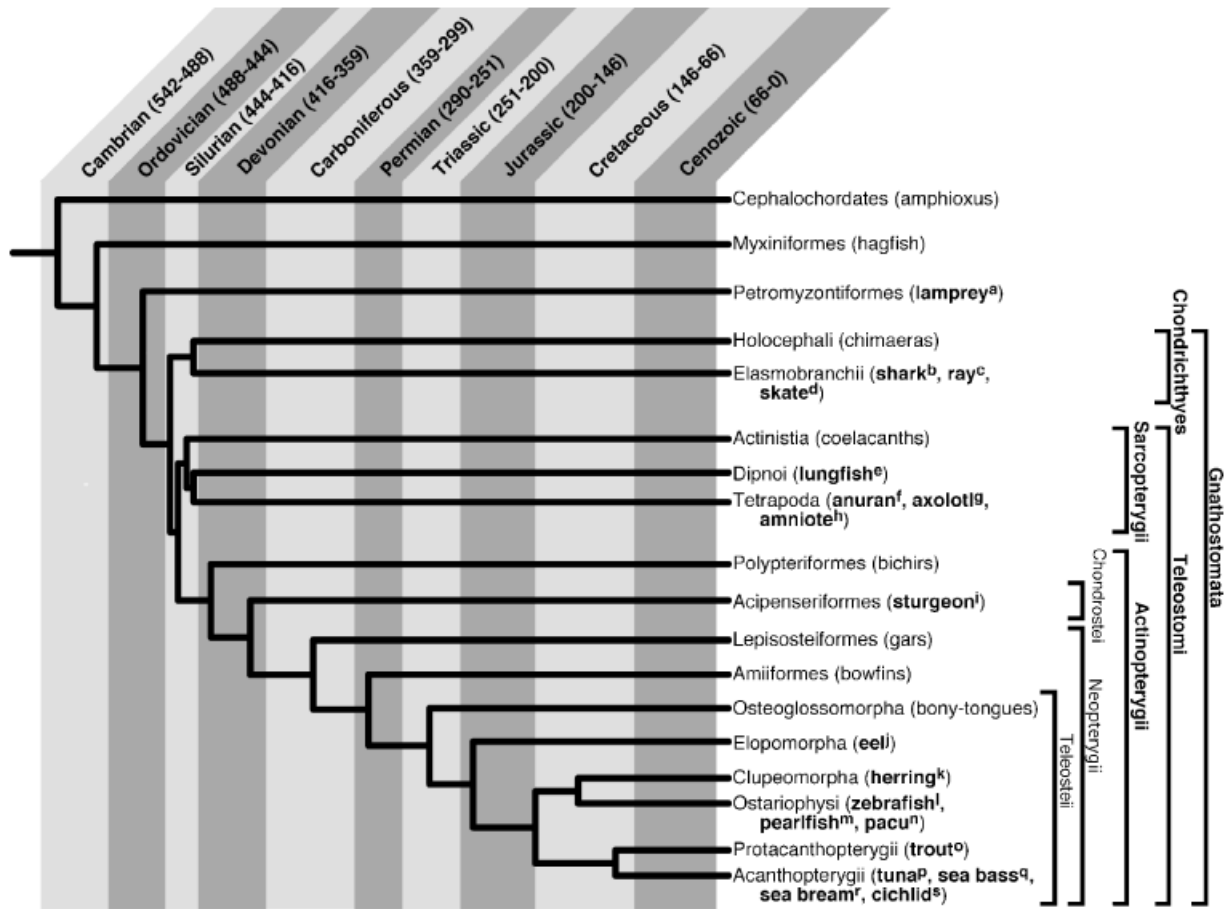 Cambrian (542-488)
Ordovician (488-444)
Silurian (444-416)
Devonian (416-359)
Carboniferous (359-299)
Permian (290-251)
Triassic (251-200)
Jurassic (200-146)
Cretaceous (146-66)
Cenozoic (66-0)
Cephalochordates (amphioxus)
Myxiniformes (hagfish)
Petromyzontiformes (lampreyᵃ)
Holocephali (chimaeras)
Elasmobranchii (sharkᵇ, rayᶜ,
skateᵈ)
Actinistia (coelacanths)
Dipnoi (lungfishᵉ)
Tetrapoda (anuranᶠ, axolotlᵍ,
amnioteʰ)
Polypteriformes (bichirs)
Acipenseriformes (sturgeonⁱ)
Lepisosteiformes (gars)
Amiiformes (bowfins)
Osteoglossomorpha (bony-tongues)
Elopomorpha (eelʲ)
Clupeomorpha (herringᵏ)
Ostariophysi (zebrafishˡ,
pearlfishᵐ, pacuⁿ)
Protacanthopterygii (troutᵒ)
Acanthopterygii (tunaᵖ, sea bass𐞥,
sea breamʳ, cichlidˢ)
Chondrichthyes
Sarcopterygii
Gnathostomata
Teleostomi
Chondrostei
Actinopterygii
Neopterygii
Teleosteii